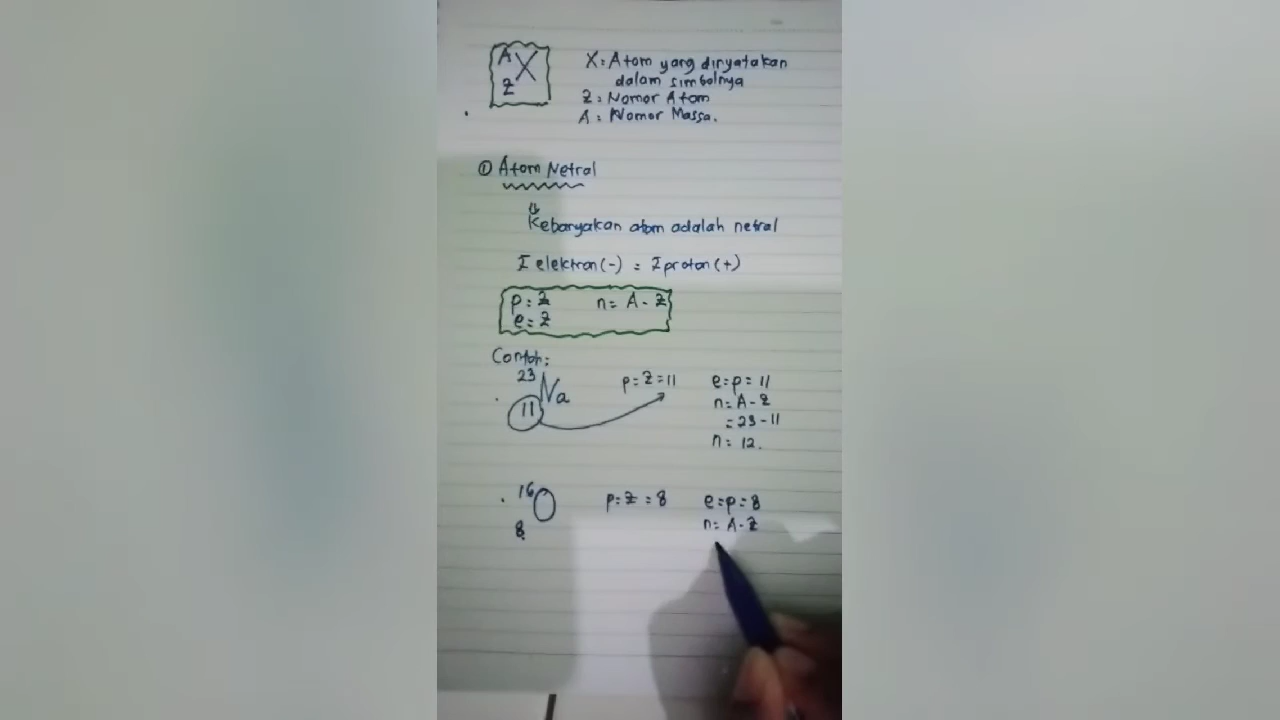 A X
Z
X = Atom yang dinyatakan
dalam simbolnya
Z = Nomor Atom
A = Nomor Massa.
① Atom Netral
⇓
Kebanyakan atom adalah netral
Σ elektron (-) = Σ proton (+)
p = Z n = A - Z
e = Z
Contoh:
23 Na p = Z = 11 e = p = 11
11 n = A - Z
= 23 - 11
n = 12.
16 O p = Z = 8 e = p = 8
8 n = A - Z